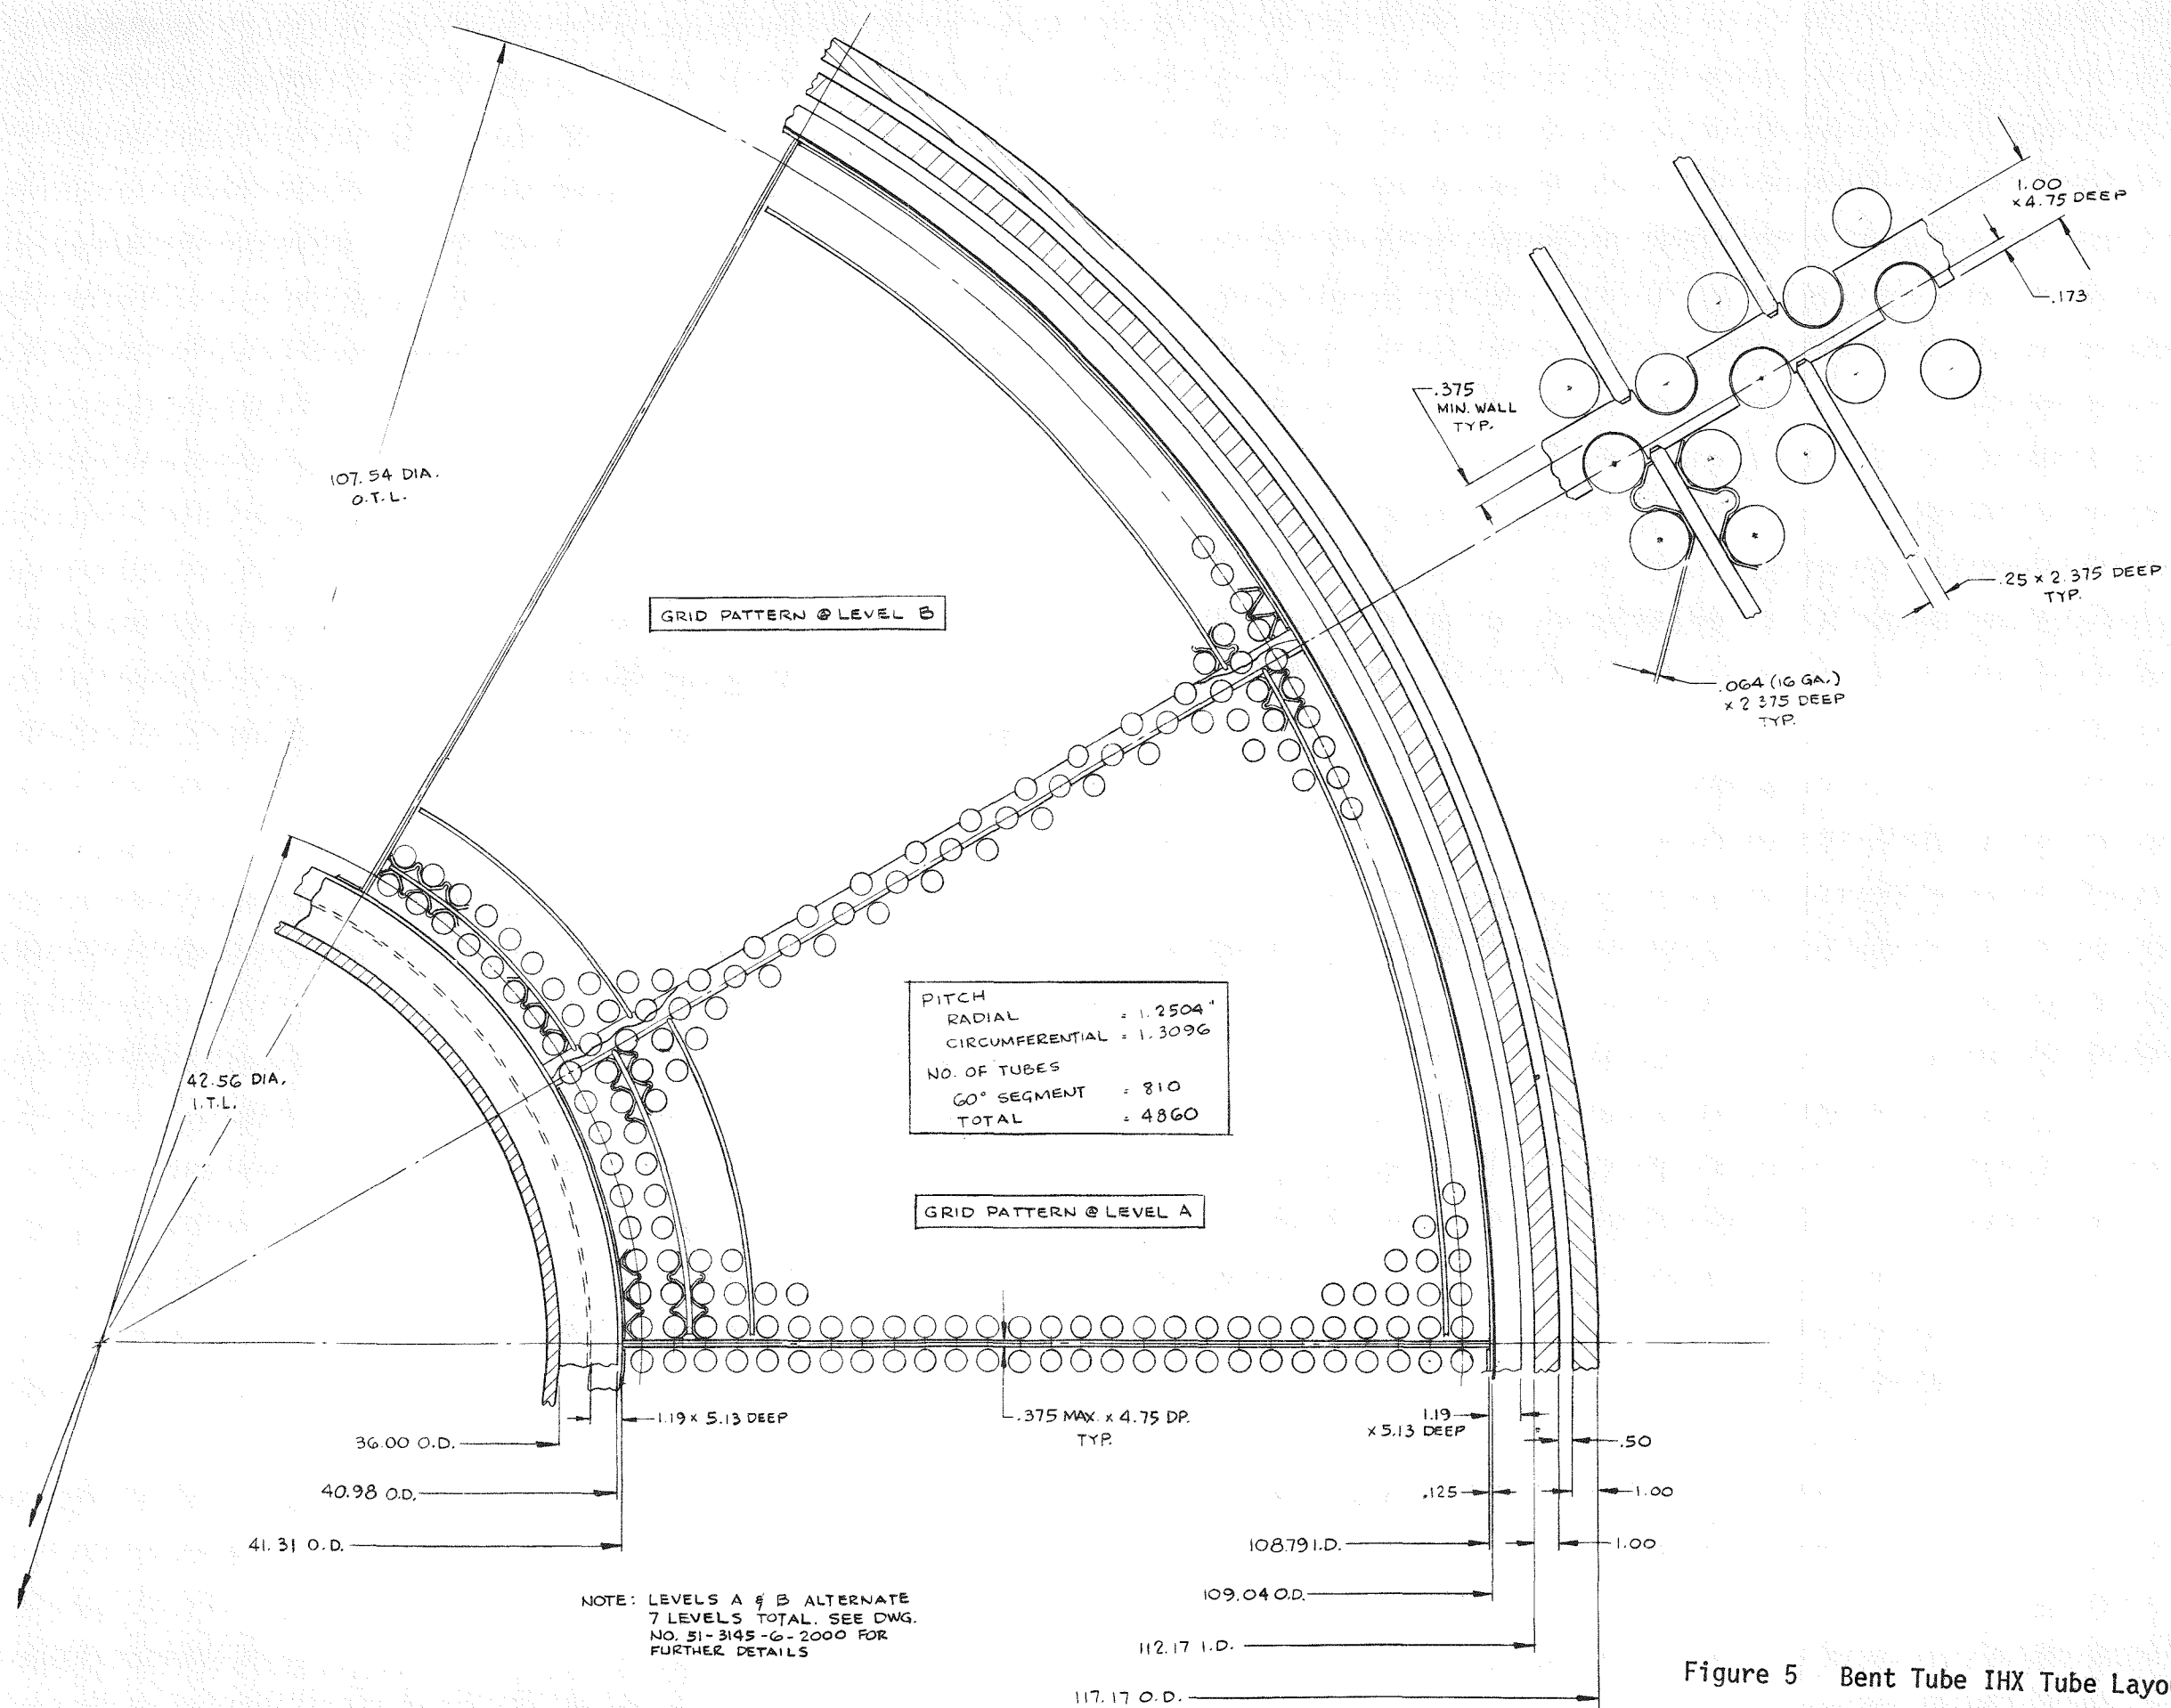 107.54 DIA.
O.T.L.
GRID PATTERN @ LEVEL B
1.00
×4.75 DEEP
.173
.375
MIN. WALL
TYP.
.25 × 2.375 DEEP
TYP.
.064 (16 GA.)
× 2.375 DEEP
TYP.
42.56 DIA.
I.T.L.
PITCH
RADIAL = 1.2504"
CIRCUMFERENTIAL = 1.3096
NO. OF TUBES
60° SEGMENT = 810
TOTAL = 4860
GRID PATTERN @ LEVEL A
1.19 × 5.13 DEEP
.375 MAX. × 4.75 DP.
TYP.
1.19
× 5.13 DEEP
36.00 O.D.
.50
40.98 O.D.
.125
1.00
41.31 O.D.
108.79 I.D.
1.00
109.04 O.D.
112.17 I.D.
117.17 O.D.
NOTE: LEVELS A & B ALTERNATE
7 LEVELS TOTAL. SEE DWG.
NO. 51-3145-6-2000 FOR
FURTHER DETAILS
Figure 5 Bent Tube IHX Tube Layo